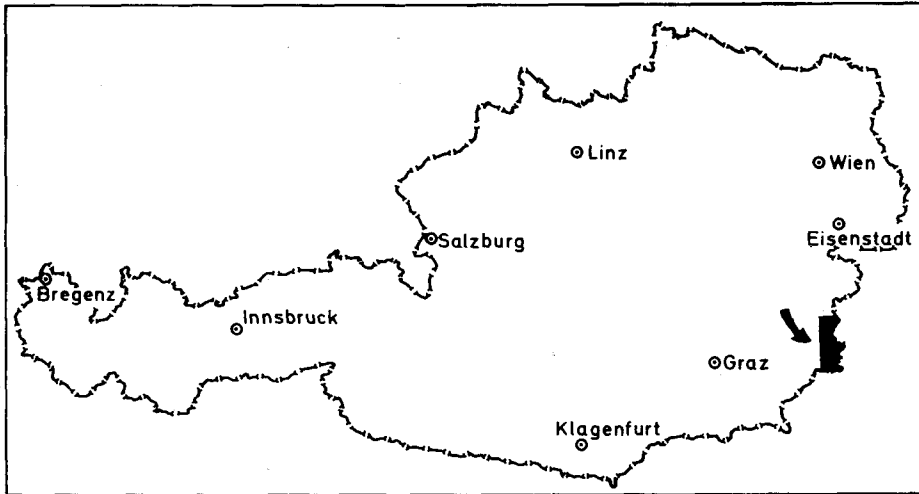 Linz
Wien
Salzburg
Eisenstadt
Bregenz
Innsbruck
Graz
Klagenfurt